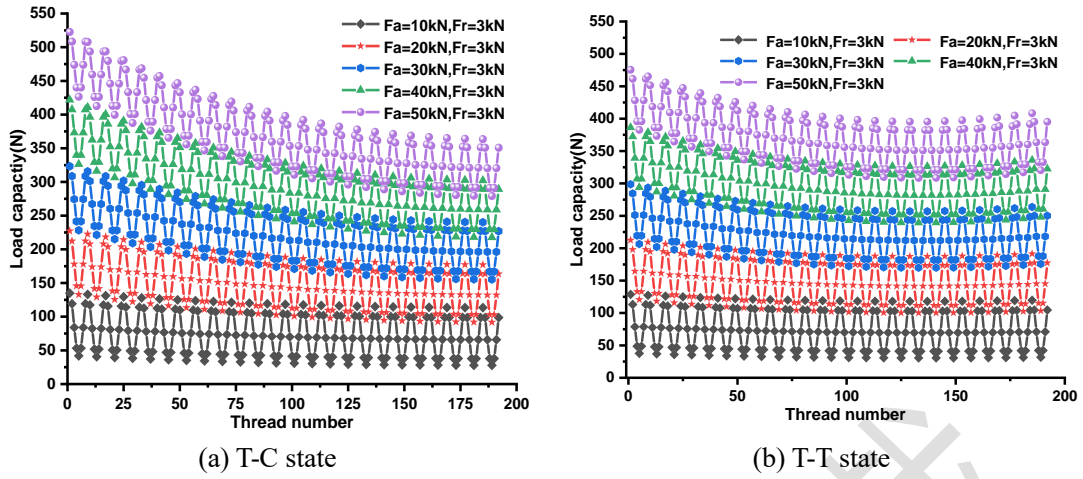 Fa=10kN,Fr=3kN
Fa=20kN,Fr=3kN
Fa=30kN,Fr=3kN
Fa=40kN,Fr=3kN
Fa=50kN,Fr=3kN
550
500
450
400
350
300
250
200
150
100
50
0
Load capactiy(N)
0 25 50 75 100 125 150 175 200
Thread number
(a) T-C state
Fa=10kN,Fr=3kN Fa=20kN,Fr=3kN
Fa=30kN,Fr=3kN Fa=40kN,Fr=3kN
Fa=50kN,Fr=3kN
550
500
450
400
350
300
250
200
150
100
50
0
Load capactiy(N)
0 50 100 150 200
Thread number
(b) T-T state